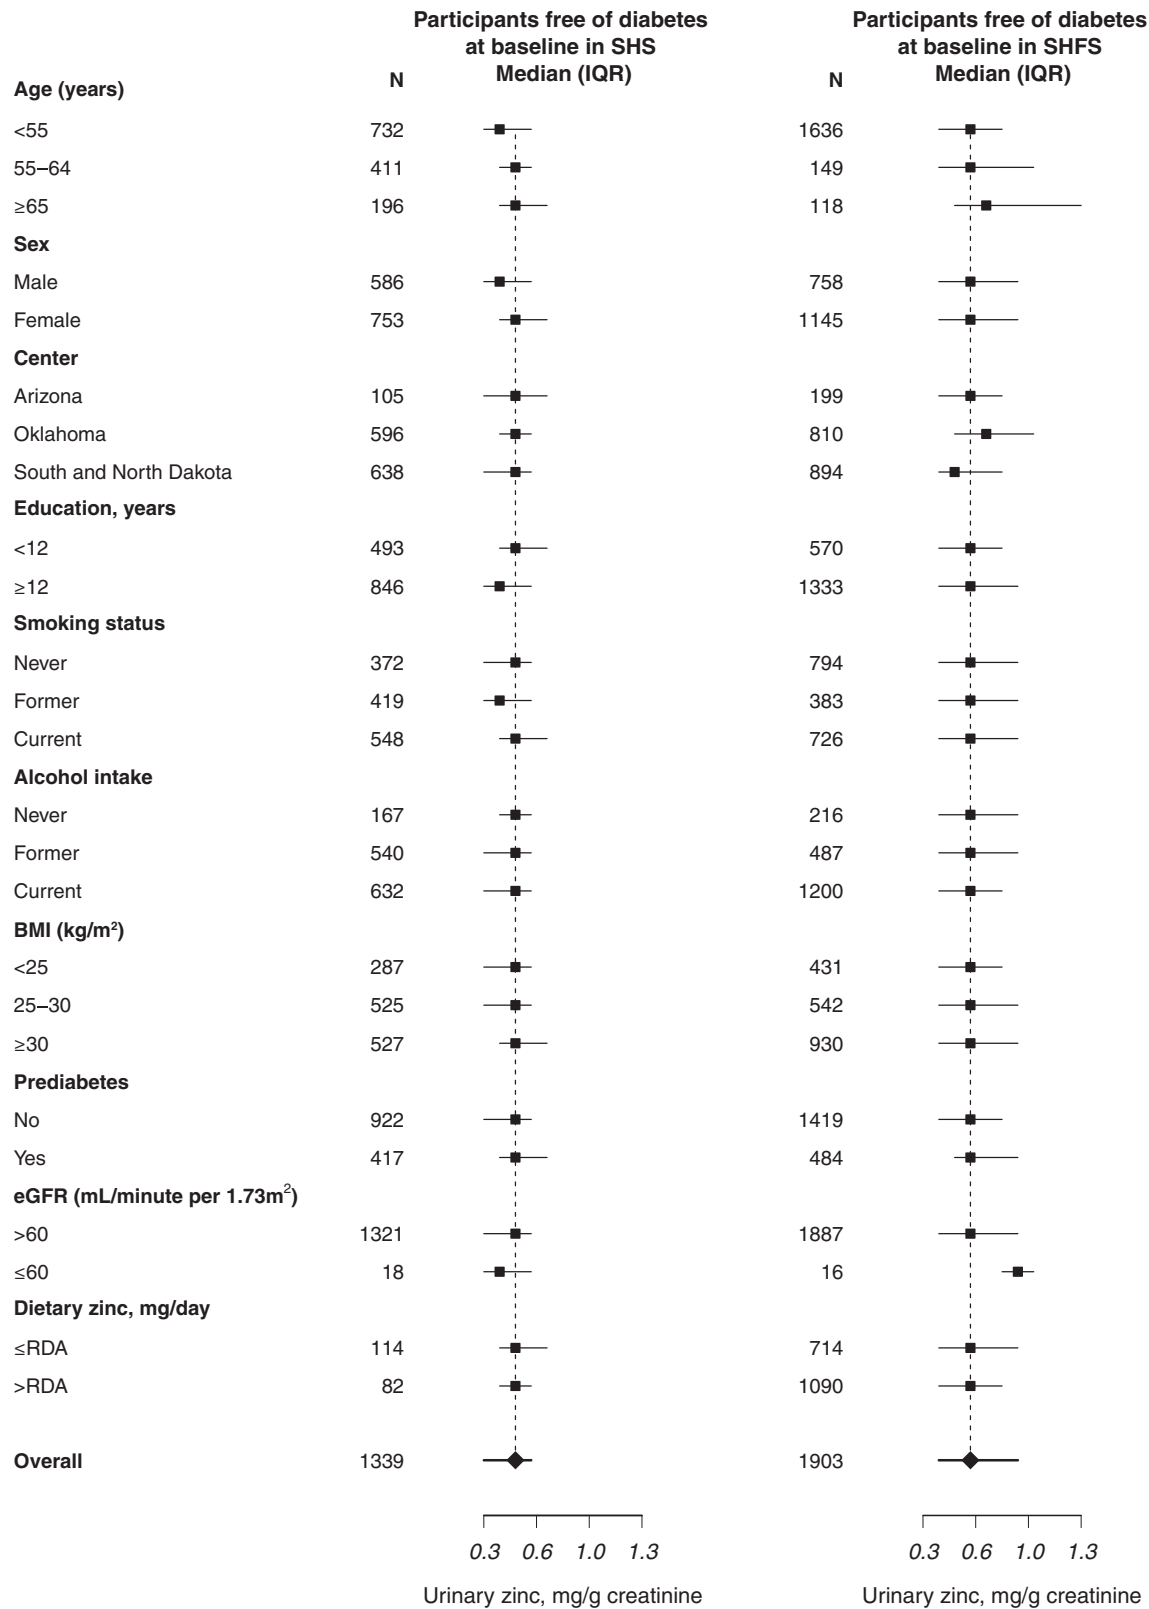 Participants free of diabetes
at baseline in SHS
Median (IQR)
Participants free of diabetes
at baseline in SHFS
Median (IQR)
Age (years) N N
<55 732 1636
55–64 411 149
≥65 196 118
Sex
Male 586 758
Female 753 1145
Center
Arizona 105 199
Oklahoma 596 810
South and North Dakota 638 894
Education, years
<12 493 570
≥12 846 1333
Smoking status
Never 372 794
Former 419 383
Current 548 726
Alcohol intake
Never 167 216
Former 540 487
Current 632 1200
BMI (kg/m²)
<25 287 431
25–30 525 542
≥30 527 930
Prediabetes
No 922 1419
Yes 417 484
eGFR (mL/minute per 1.73m²)
>60 1321 1887
≤60 18 16
Dietary zinc, mg/day
≤RDA 114 714
>RDA 82 1090
Overall 1339 1903
0.3 0.6 1.0 1.3 0.3 0.6 1.0 1.3
Urinary zinc, mg/g creatinine Urinary zinc, mg/g creatinine